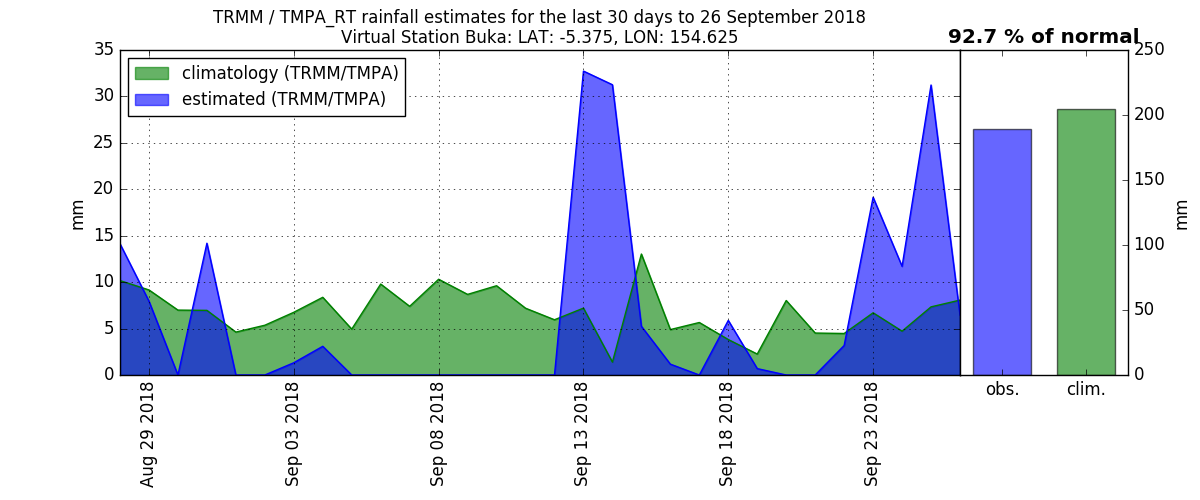 TRMM / TMPA_RT rainfall estimates for the last 30 days to 26 September 2018
Virtual Station Buka: LAT: -5.375, LON: 154.625
92.7 % of normal
climatology (TRMM/TMPA)
estimated (TRMM/TMPA)
35
30
25
20
15
10
5
0
mm
Aug 29 2018
Sep 03 2018
Sep 08 2018
Sep 13 2018
Sep 18 2018
Sep 23 2018
obs.
clim.
250
200
150
100
50
0
mm